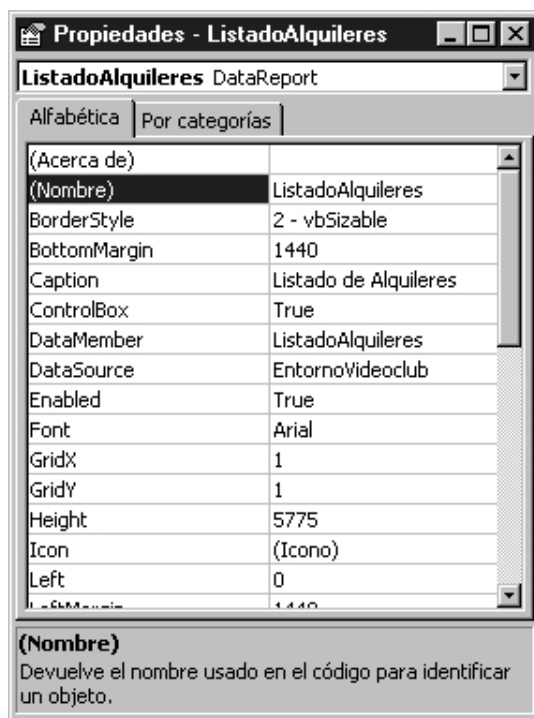 Propiedades - ListadoAlquileres
ListadoAlquileres DataReport
Alfabética Por categorías
(Acerca de)
(Nombre) ListadoAlquileres
BorderStyle 2 - vbSizable
BottomMargin 1440
Caption Listado de Alquileres
ControlBox True
DataMember ListadoAlquileres
DataSource EntornoVideoclub
Enabled True
Font Arial
GridX 1
GridY 1
Height 5775
Icon (Icono)
Left 0
LeftMargin 1440
(Nombre)
Devuelve el nombre usado en el código para identificar
un objeto.